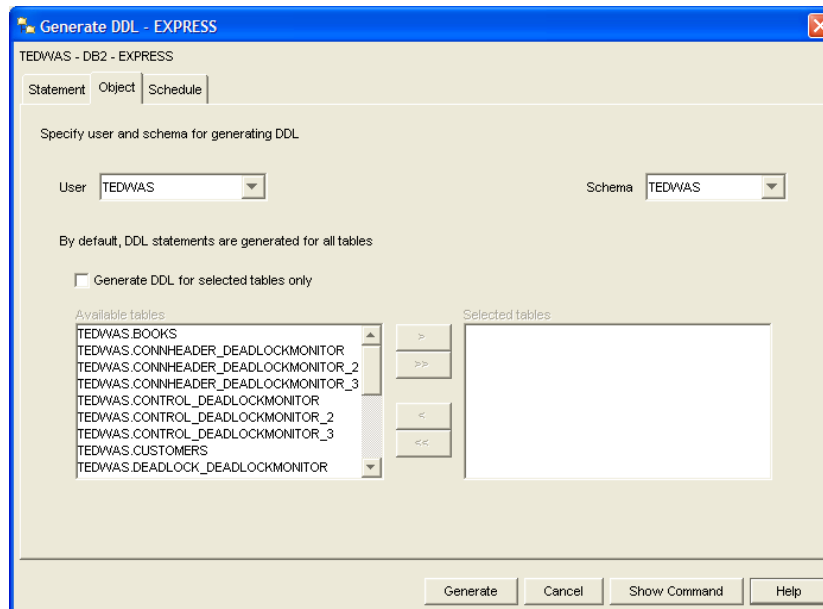 Generate DDL - EXPRESS
TEDWAS - DB2 - EXPRESS
Statement Object Schedule
Specify user and schema for generating DDL
User TEDWAS Schema TEDWAS
By default, DDL statements are generated for all tables
Generate DDL for selected tables only
Available tables Selected tables
TEDWAS.BOOKS
TEDWAS.CONNHEADER_DEADLOCKMONITOR
TEDWAS.CONNHEADER_DEADLOCKMONITOR_2
TEDWAS.CONNHEADER_DEADLOCKMONITOR_3
TEDWAS.CONTROL_DEADLOCKMONITOR
TEDWAS.CONTROL_DEADLOCKMONITOR_2
TEDWAS.CONTROL_DEADLOCKMONITOR_3
TEDWAS.CUSTOMERS
TEDWAS.DEADLOCK_DEADLOCKMONITOR
>
>>
<
<<
Generate Cancel Show Command Help